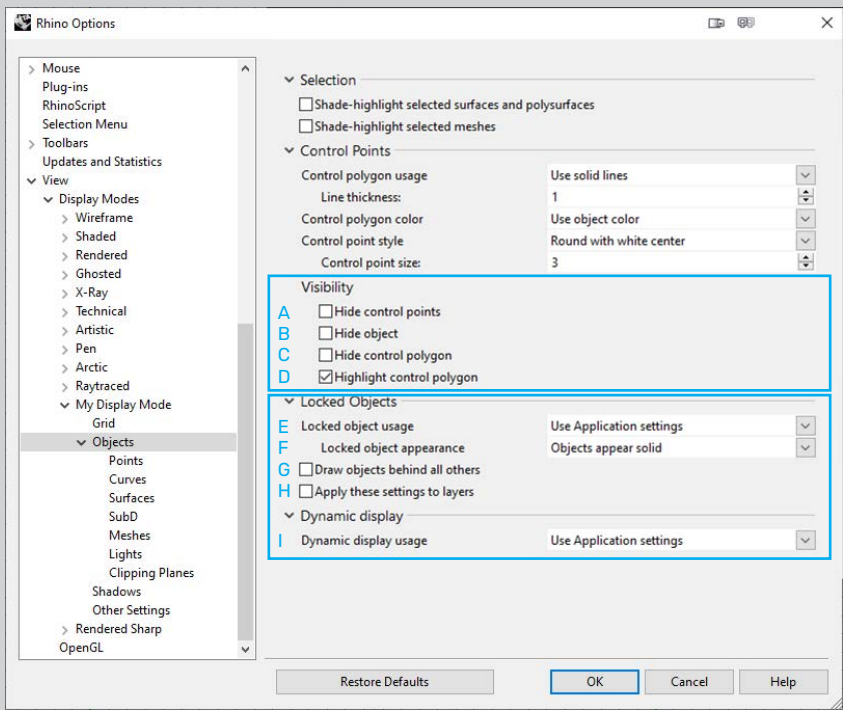 Rhino Options
Mouse
Plug-ins
RhinoScript
Selection Menu
Toolbars
Updates and Statistics
View
Display Modes
Wireframe
Shaded
Rendered
Ghosted
X-Ray
Technical
Artistic
Pen
Arctic
Raytraced
My Display Mode
Grid
Objects
Points
Curves
Surfaces
SubD
Meshes
Lights
Clipping Planes
Shadows
Other Settings
Rendered Sharp
OpenGL
Selection
Shade-highlight selected surfaces and polysurfaces
Shade-highlight selected meshes
Control Points
Control polygon usage Use solid lines
Line thickness: 1
Control polygon color Use object color
Control point style Round with white center
Control point size: 3
Visibility
A Hide control points
B Hide object
C Hide control polygon
D Highlight control polygon
Locked Objects
E Locked object usage Use Application settings
F Locked object appearance Objects appear solid
G Draw objects behind all others
H Apply these settings to layers
Dynamic display
I Dynamic display usage Use Application settings
Restore Defaults OK Cancel Help